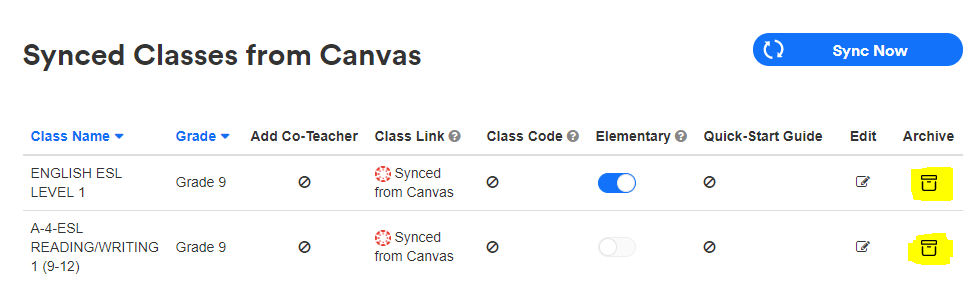 Synced Classes from Canvas
Sync Now
Class Name Grade Add Co-Teacher Class Link Class Code Elementary Quick-Start Guide Edit Archive
ENGLISH ESL
LEVEL 1
Grade 9
Synced
from Canvas
A-4-ESL
READING/WRITING
1 (9-12)
Grade 9
Synced
from Canvas